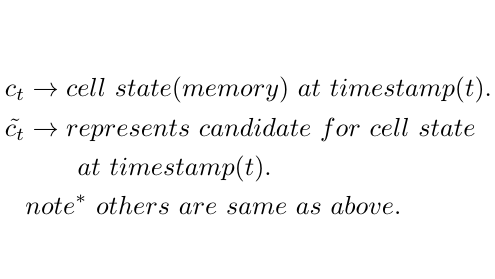 c_t → cell state(memory) at timestamp(t).
c̃_t → represents candidate for cell state
at timestamp(t).
note* others are same as above.